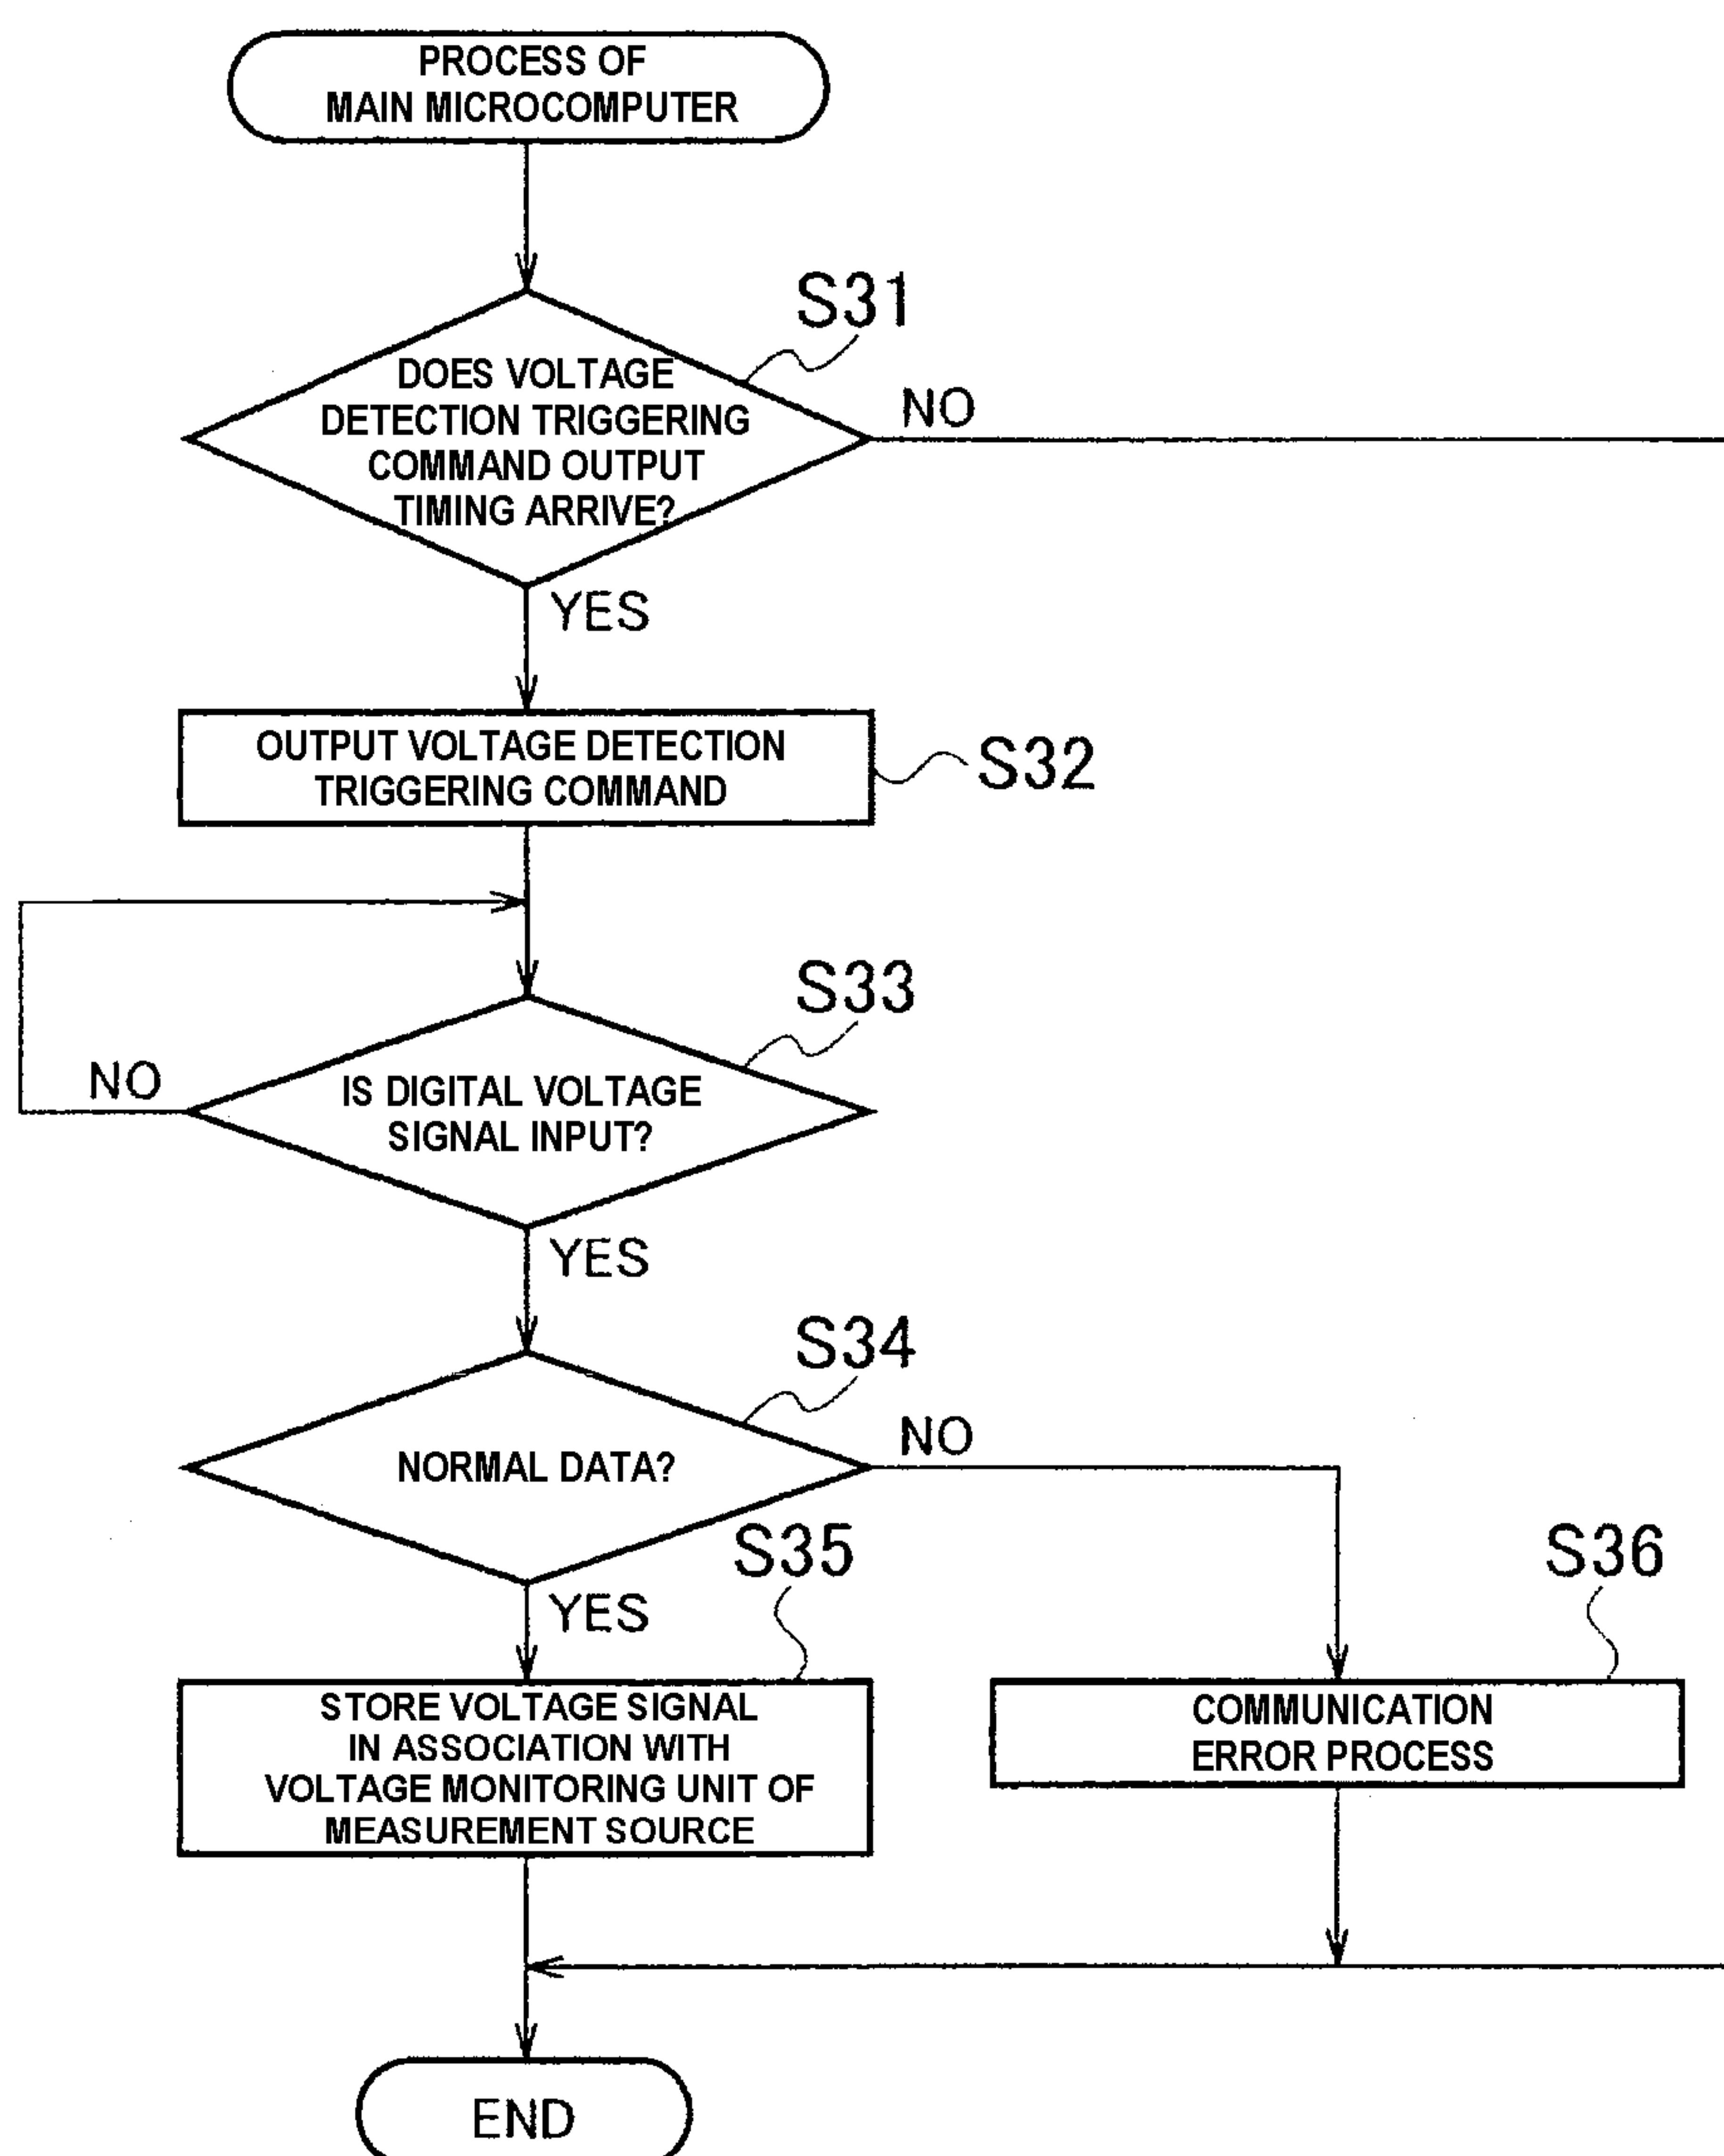 PROCESS OF
MAIN MICROCOMPUTER
S31
DOES VOLTAGE
DETECTION TRIGGERING
COMMAND OUTPUT
TIMING ARRIVE?
NO
YES
OUTPUT VOLTAGE DETECTION
TRIGGERING COMMAND
S32
S33
NO
IS DIGITAL VOLTAGE
SIGNAL INPUT?
YES
S34
NORMAL DATA?
NO
YES
S35
S36
STORE VOLTAGE SIGNAL
IN ASSOCIATION WITH
VOLTAGE MONITORING UNIT OF
MEASUREMENT SOURCE
COMMUNICATION
ERROR PROCESS
END